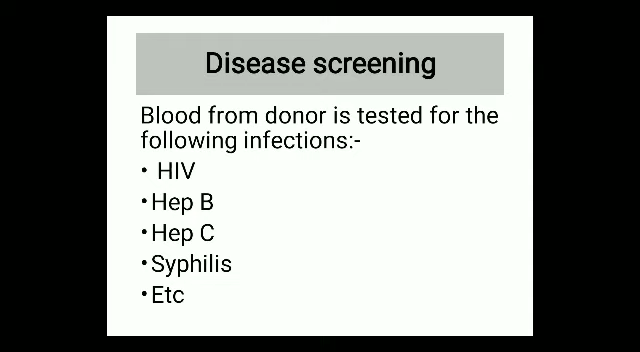 Disease screening
Blood from donor is tested for the
following infections:-
• HIV
• Hep B
• Hep C
• Syphilis
• Etc